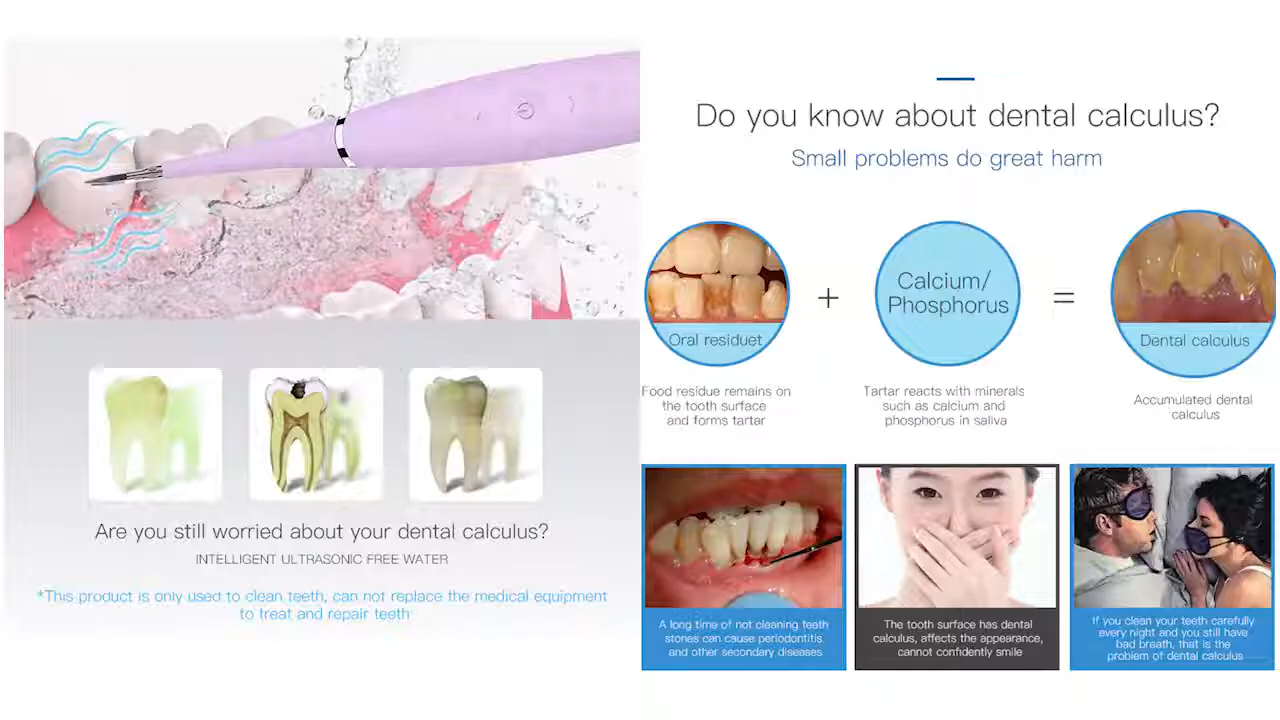 Are you still worried about your dental calculus?
INTELLIGENT ULTRASONIC FREE WATER
*This product is only used to clean teeth, can not replace the medical equipment
to treat and repair teeth
Do you know about dental calculus?
Small problems do great harm
Oral residuet
+
Calcium/
Phosphorus
=
Dental calculus
Food residue remains on
the tooth surface
and forms tartar
Tartar reacts with minerals
such as calcium and
phosphorus in saliva
Accumulated dental
calculus
A long time of not cleaning teeth
stones can cause periodontitis
and other secondary diseases
The tooth surface has dental
calculus, affects the appearance,
cannot confidently smile
If you clean your teeth carefully
every night and you still have
bad breath, that is the
problem of dental calculus